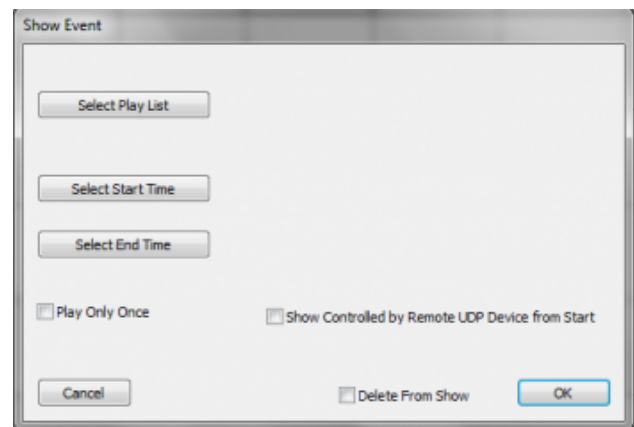 Show Event
Select Play List
Select Start Time
Select End Time
Play Only Once
Show Controlled by Remote UDP Device from Start
Cancel
Delete From Show
OK